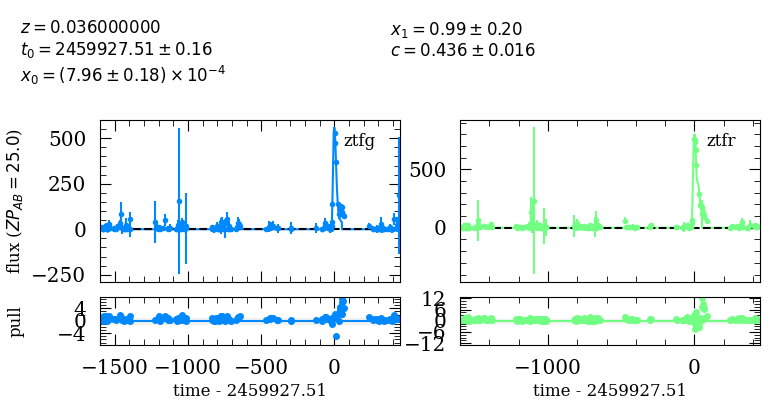 z = 0.036000000
t0 = 2459927.51 ± 0.16
x0 = (7.96 ± 0.18) × 10^−4
x1 = 0.99 ± 0.20
c = 0.436 ± 0.016
flux (ZP_AB = 25.0)
500
250
0
−250
ztfg
500
0
ztfr
pull
4
0
−4
12
6
0
−6
−12
−1500 −1000 −500 0
time - 2459927.51
−1000 0
time - 2459927.51